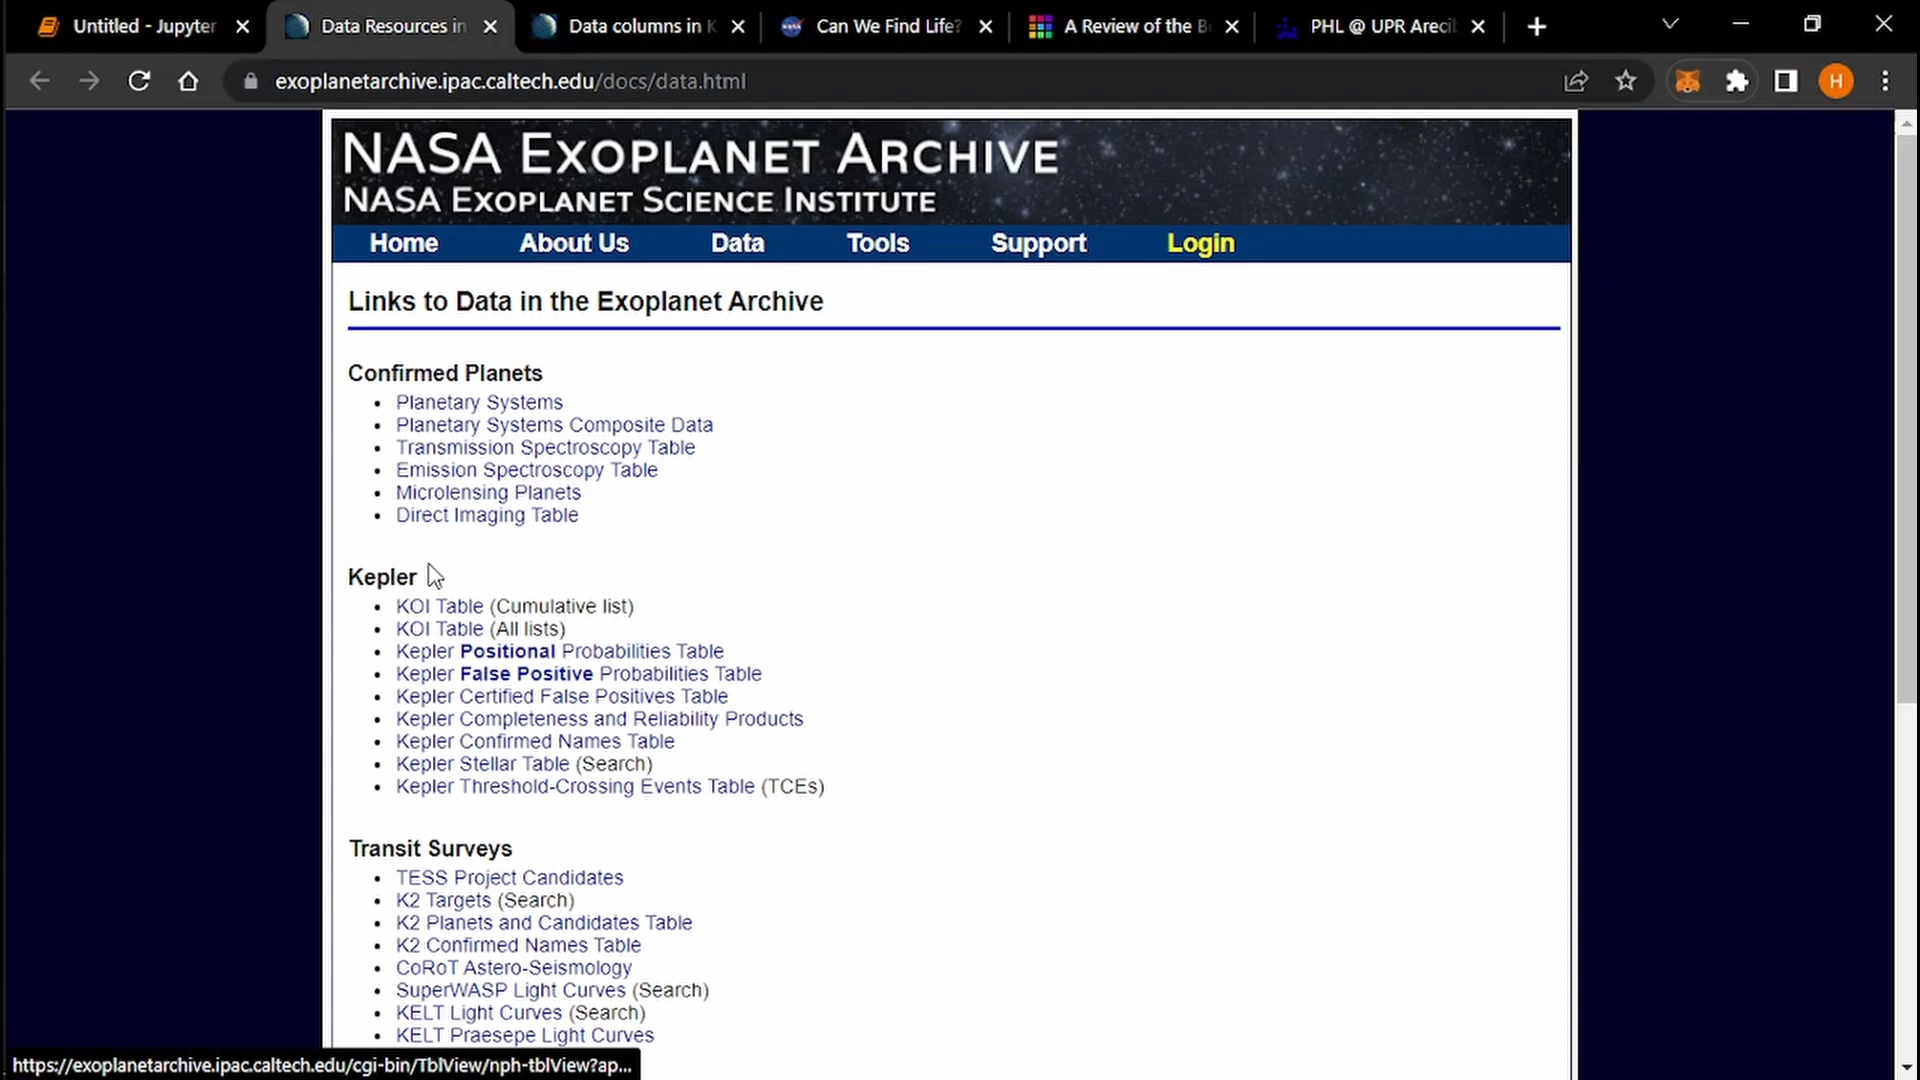 Untitled - Jupyter
Data Resources in
Data columns in K
Can We Find Life?
A Review of the B
PHL @ UPR Areci
exoplanetarchive.ipac.caltech.edu/docs/data.html
H
NASA EXOPLANET ARCHIVE
NASA EXOPLANET SCIENCE INSTITUTE
Home About Us Data Tools Support Login
Links to Data in the Exoplanet Archive
Confirmed Planets
• Planetary Systems
• Planetary Systems Composite Data
• Transmission Spectroscopy Table
• Emission Spectroscopy Table
• Microlensing Planets
• Direct Imaging Table
Kepler
• KOI Table (Cumulative list)
• KOI Table (All lists)
• Kepler Positional Probabilities Table
• Kepler False Positive Probabilities Table
• Kepler Certified False Positives Table
• Kepler Completeness and Reliability Products
• Kepler Confirmed Names Table
• Kepler Stellar Table (Search)
• Kepler Threshold-Crossing Events Table (TCEs)
Transit Surveys
• TESS Project Candidates
• K2 Targets (Search)
• K2 Planets and Candidates Table
• K2 Confirmed Names Table
• CoRoT Astero-Seismology
• SuperWASP Light Curves (Search)
• KELT Light Curves (Search)
• KELT Praesepe Light Curves
https://exoplanetarchive.ipac.caltech.edu/cgi-bin/TblView/nph-tblView?ap...